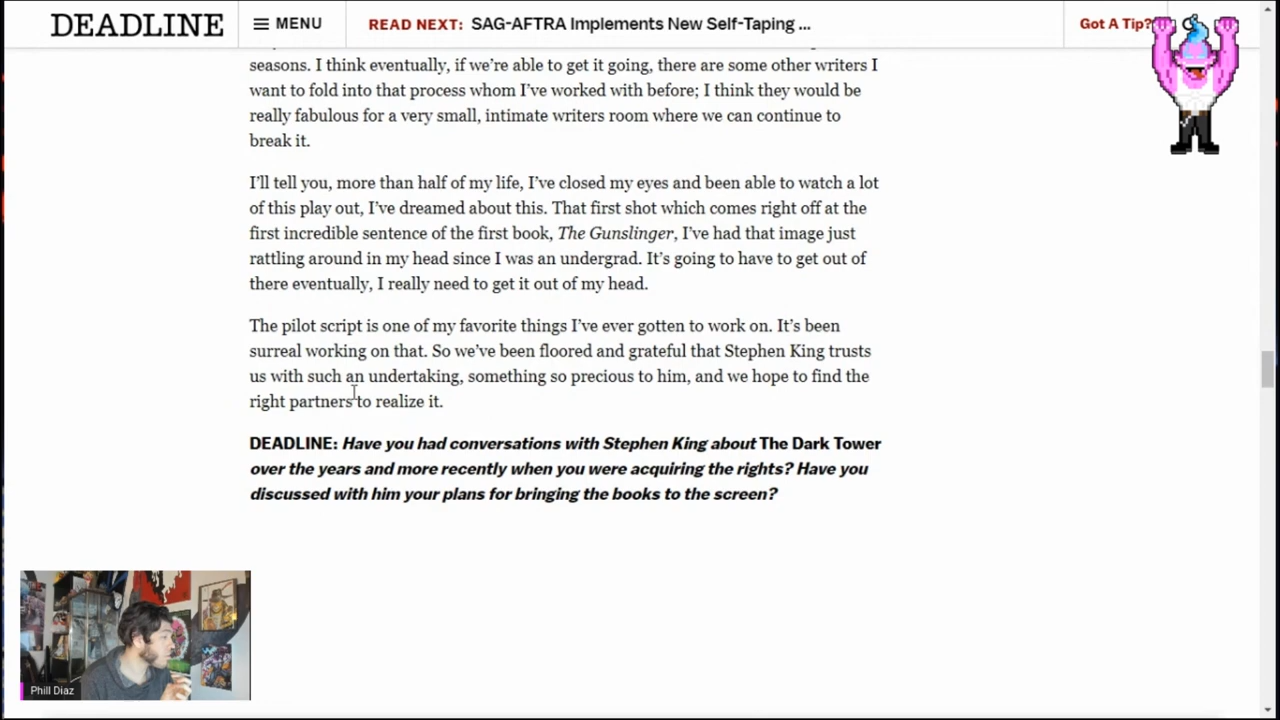 DEADLINE
MENU
READ NEXT: SAG-AFTRA Implements New Self-Taping ...
Got A Tip?
seasons. I think eventually, if we’re able to get it going, there are some other writers I
want to fold into that process whom I’ve worked with before; I think they would be
really fabulous for a very small, intimate writers room where we can continue to
break it.
I’ll tell you, more than half of my life, I’ve closed my eyes and been able to watch a lot
of this play out, I’ve dreamed about this. That first shot which comes right off at the
first incredible sentence of the first book, The Gunslinger, I’ve had that image just
rattling around in my head since I was an undergrad. It’s going to have to get out of
there eventually, I really need to get it out of my head.
The pilot script is one of my favorite things I’ve ever gotten to work on. It’s been
surreal working on that. So we’ve been floored and grateful that Stephen King trusts
us with such an undertaking, something so precious to him, and we hope to find the
right partners to realize it.
DEADLINE: Have you had conversations with Stephen King about The Dark Tower
over the years and more recently when you were acquiring the rights? Have you
discussed with him your plans for bringing the books to the screen?
Phill Diaz